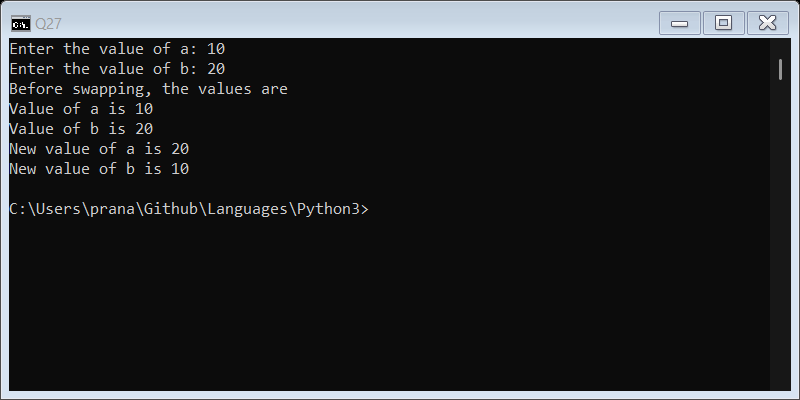 Q27
Enter the value of a: 10
Enter the value of b: 20
Before swapping, the values are
Value of a is 10
Value of b is 20
New value of a is 20
New value of b is 10
C:\Users\prana\Github\Languages\Python3>